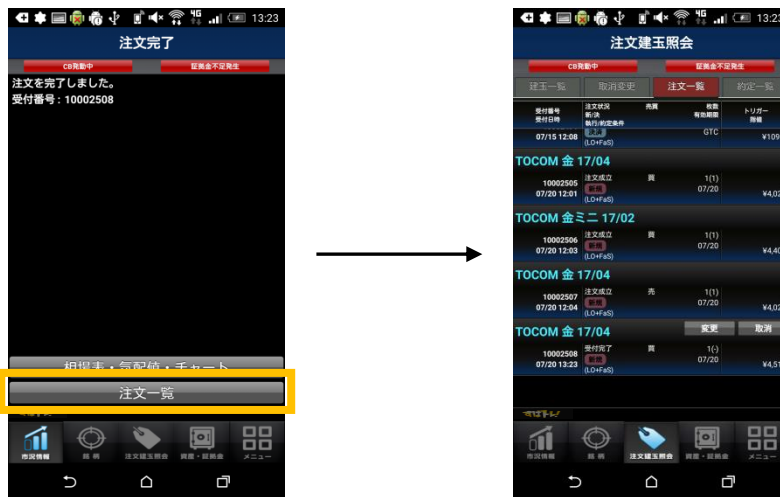 4G 13:23
注文完了
CB発動中 証拠金不足発生
注文を完了しました。
受付番号 : 10002508
相場表・気配値・チャート
注文一覧
市況情報 銘 柄 注文建玉照会 資産・証拠金 メニュー
4G 13:23
注文建玉照会
CB発動中 証拠金不足発生
建玉一覧 取消変更 注文一覧 約定一覧
受付番号 注文状況 売買 枚数 トリガー
受付日時 新/決 有効期限 指値
執行/約定条件
07/15 12:08 決済 GTC ¥109
(LO+FaS)
TOCOM 金 17/04
10002505 注文成立 買 1(1)
07/20 12:01 新規 07/20 ¥4,02
(LO+FaS)
TOCOM 金ミニ 17/02
10002506 注文成立 買 1(1)
07/20 12:03 新規 07/20 ¥4,40
(LO+FaS)
TOCOM 金 17/04
10002507 注文成立 売 1(1)
07/20 12:04 新規 07/20 ¥4,02
(LO+FaS)
TOCOM 金 17/04 変更 取消
10002508 受付完了 買 1(-)
07/20 13:23 新規 07/20 ¥4,51
(LO+FaS)
市況情報 銘 柄 注文建玉照会 資産・証拠金 メニュー